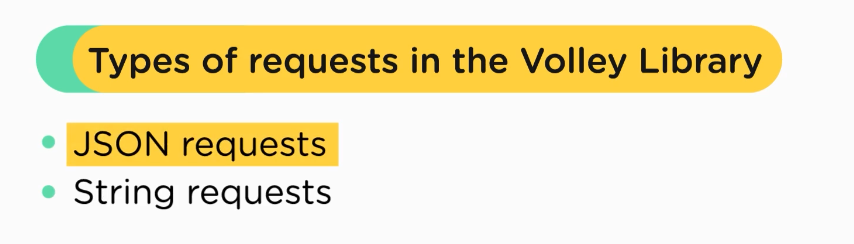 Types of requests in the Volley Library
JSON requests
String requests